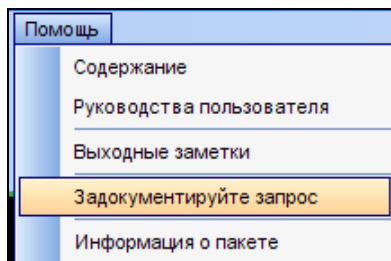 Помощь
Содержание
Руководства пользователя
Выходные заметки
Задокументируйте запрос
Информация о пакете